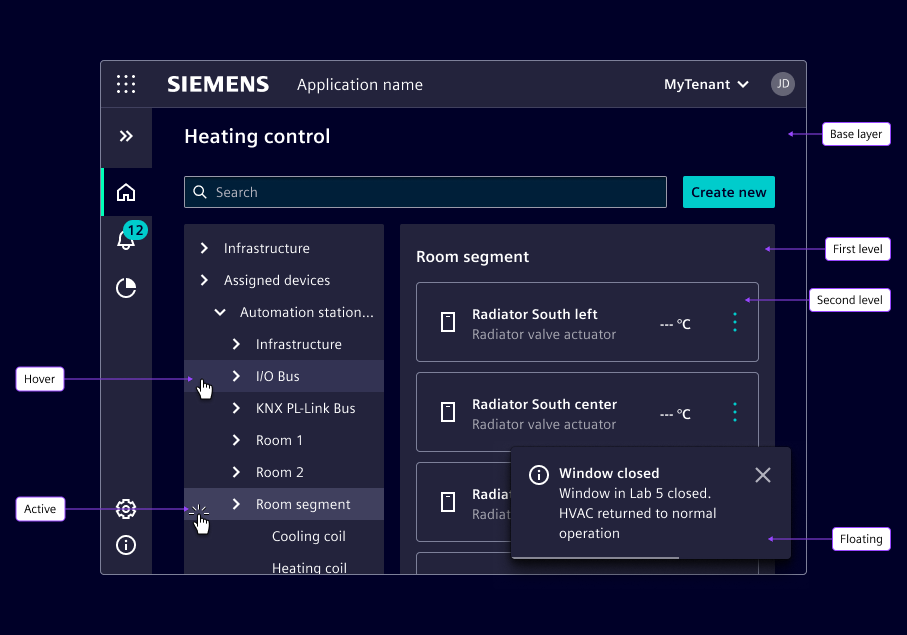 SIEMENS Application name MyTenant JD
Heating control
Base layer
Search Create new
12
Infrastructure
Assigned devices
Automation station...
Infrastructure
I/O Bus
KNX PL-Link Bus
Room 1
Room 2
Room segment
Cooling coil
Heating coil
Hover
Active
Room segment
First level
Second level
Radiator South left
Radiator valve actuator
--- °C
Radiator South center
Radiator valve actuator
--- °C
Radia
Radiat
Window closed
Window in Lab 5 closed.
HVAC returned to normal
operation
Floating